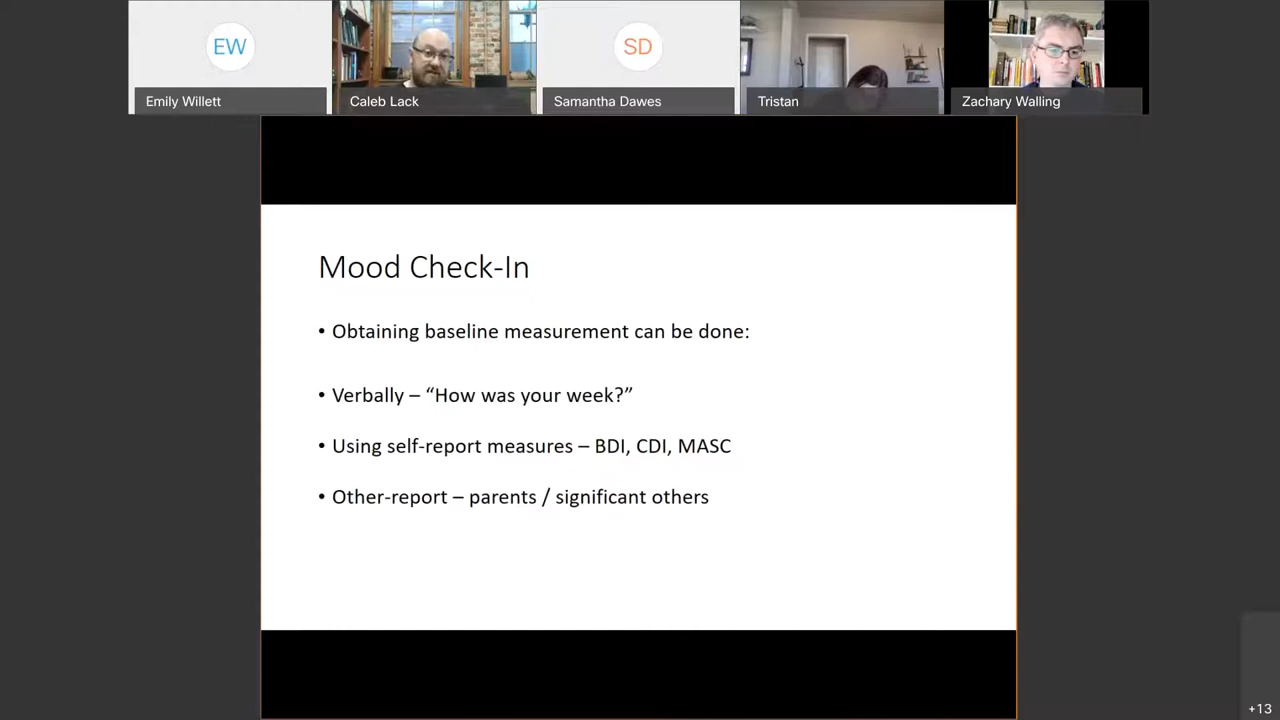 EW
SD
Emily Willett
Caleb Lack
Samantha Dawes
Tristan
Zachary Walling
Mood Check-In
• Obtaining baseline measurement can be done:
• Verbally – “How was your week?”
• Using self-report measures – BDI, CDI, MASC
• Other-report – parents / significant others
+13